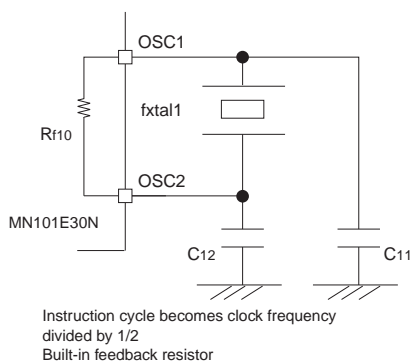 OSC1
fxtal1
Rf10
OSC2
MN101E30N
C12
C11
Instruction cycle becomes clock frequency
divided by 1/2
Built-in feedback resistor